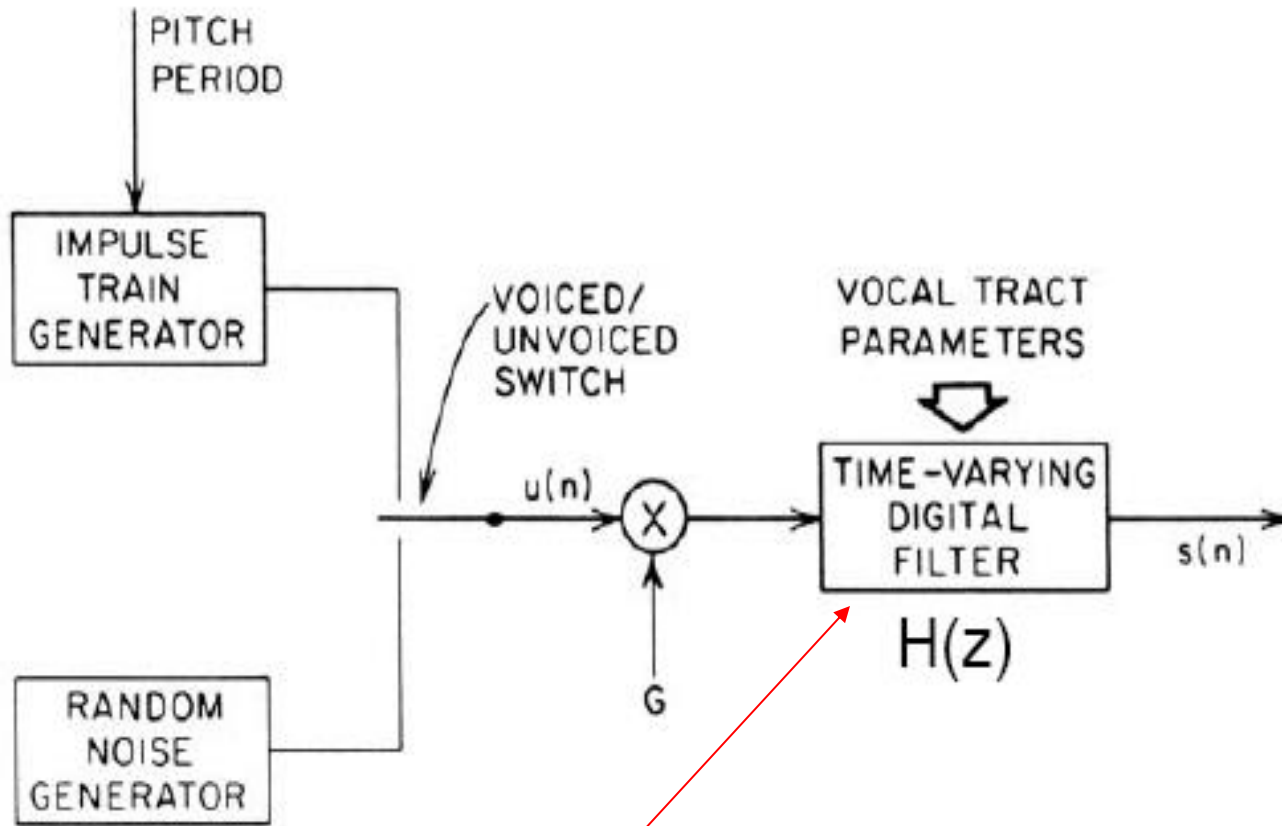 PITCH
PERIOD
IMPULSE
TRAIN
GENERATOR
VOICED/
UNVOICED
SWITCH
VOCAL TRACT
PARAMETERS
u(n)
X
TIME-VARYING
DIGITAL
FILTER
s(n)
H(z)
G
RANDOM
NOISE
GENERATOR